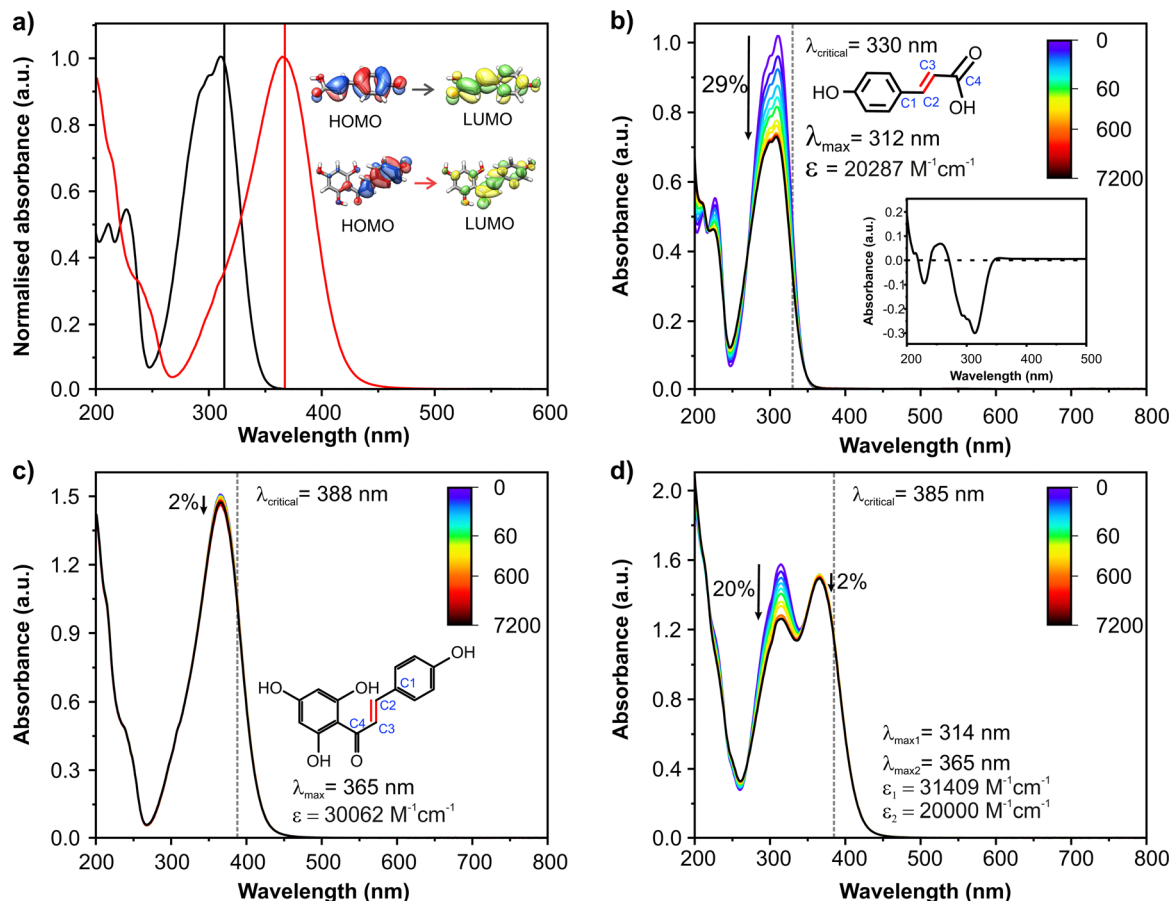 a)
Normalised absorbance (a.u.)
1.0
0.8
0.6
0.4
0.2
0.0
HOMO
LUMO
HOMO
LUMO
200 300 400 500 600
Wavelength (nm)
b)
Absorbance (a.u.)
1.0
0.8
0.6
0.4
0.2
0.0
29%
λcritical = 330 nm
HO
C1
C2
C3
C4
O
OH
λmax = 312 nm
ε = 20287 M-1cm-1
0
60
600
7200
Absorbance (a.u.)
0.2
0.1
0.0
-0.1
-0.2
-0.3
200 300 400 500
Wavelength (nm)
200 300 400 500 600 700 800
Wavelength (nm)
c)
Absorbance (a.u.)
1.5
1.2
0.9
0.6
0.3
0.0
2%
λcritical = 388 nm
0
60
600
7200
OH
HO
OH
C1
C2
C4
C3
OH
O
λmax = 365 nm
ε = 30062 M-1cm-1
200 300 400 500 600 700 800
Wavelength (nm)
d)
Absorbance (a.u.)
2.0
1.6
1.2
0.8
0.4
0.0
20%
2%
λcritical = 385 nm
0
60
600
7200
λmax1 = 314 nm
λmax2 = 365 nm
ε1 = 31409 M-1cm-1
ε2 = 20000 M-1cm-1
200 300 400 500 600 700 800
Wavelength (nm)